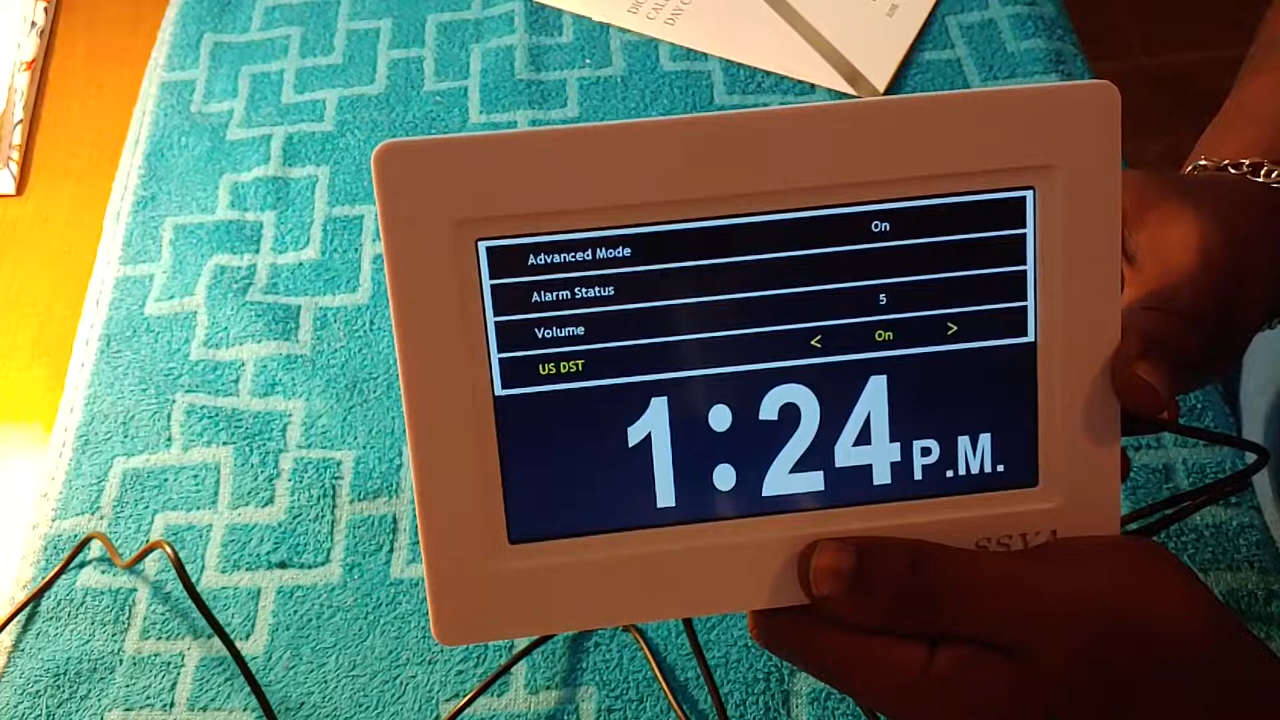 Advanced Mode On
Alarm Status
Volume 5
US DST < On >
1:24 P.M.